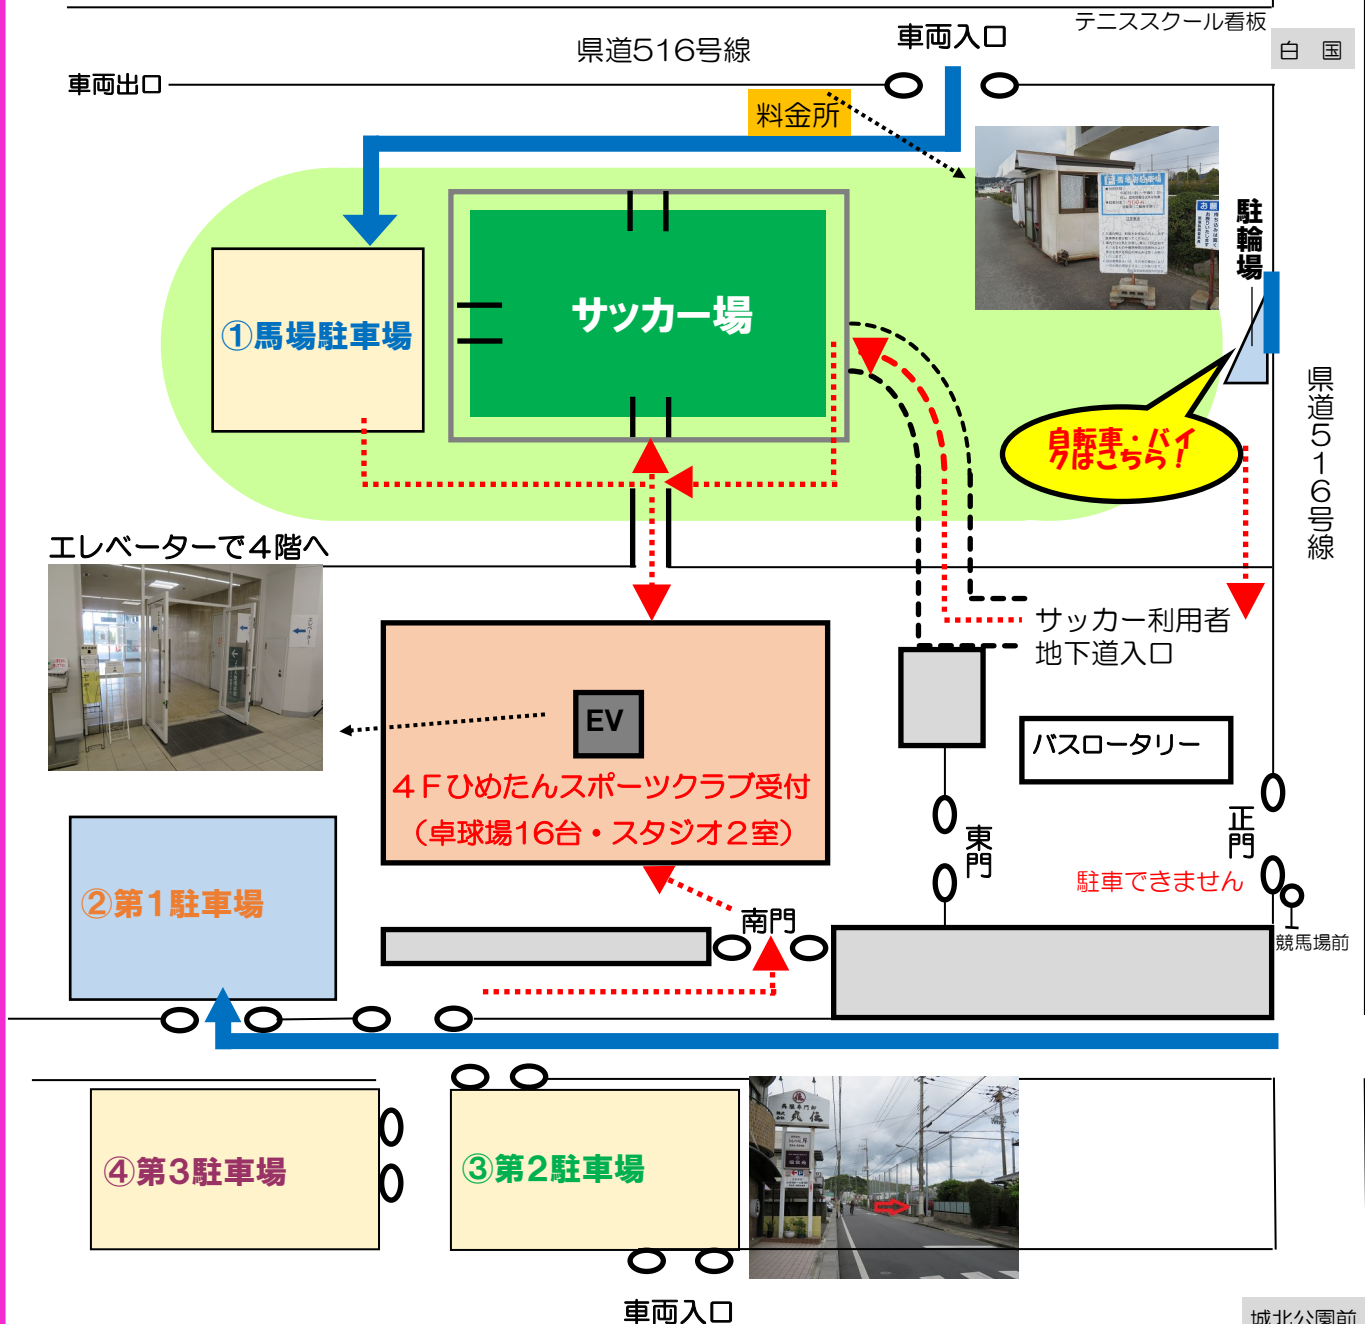 テニススクール看板
県道516号線
車両入口
白 国
車両出口
料金所
駐輪場
サッカー場
①馬場駐車場
県道516号線
自転車・バイ
クはこちら！
エレベーターで４階へ
サッカー利用者
地下道入口
EV
バスロータリー
４Ｆひめたんスポーツクラブ受付
（卓球場16台・スタジオ２室）
東門
正門
駐車できません
②第1駐車場
南門
競馬場前
④第3駐車場
③第2駐車場
車両入口
城北公園前